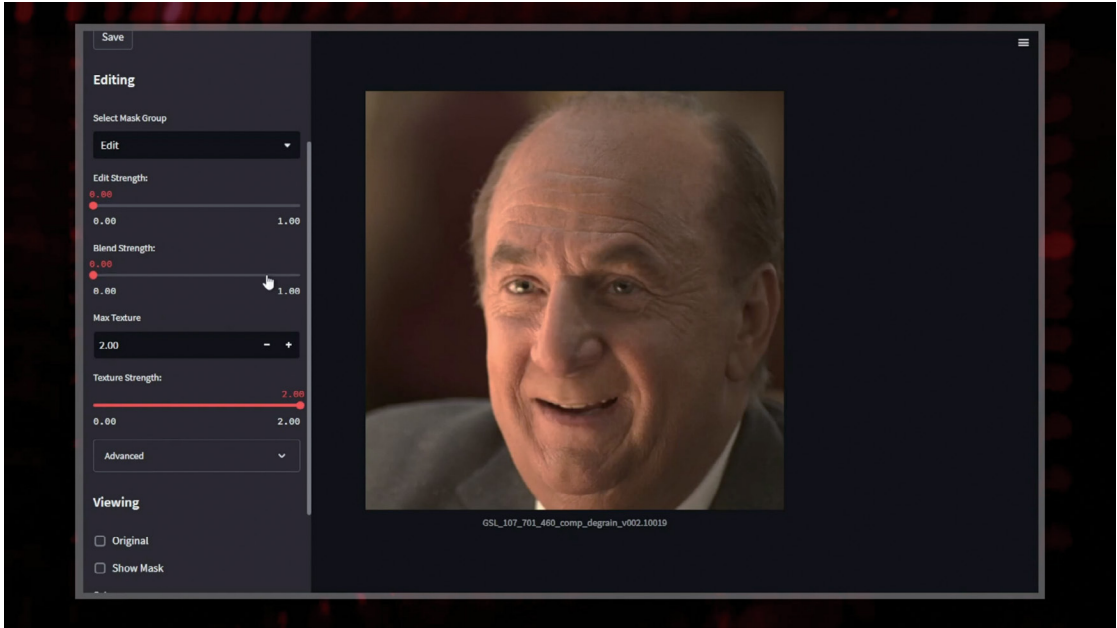 Save
Editing
Select Mask Group
Edit
Edit Strength:
0.00
0.00 1.00
Blend Strength:
0.00
0.00 1.00
Max Texture
2.00 - +
Texture Strength:
2.00
0.00 2.00
Advanced
Viewing
Original
Show Mask
GSL_107_701_460_comp_degrain_v002.10019